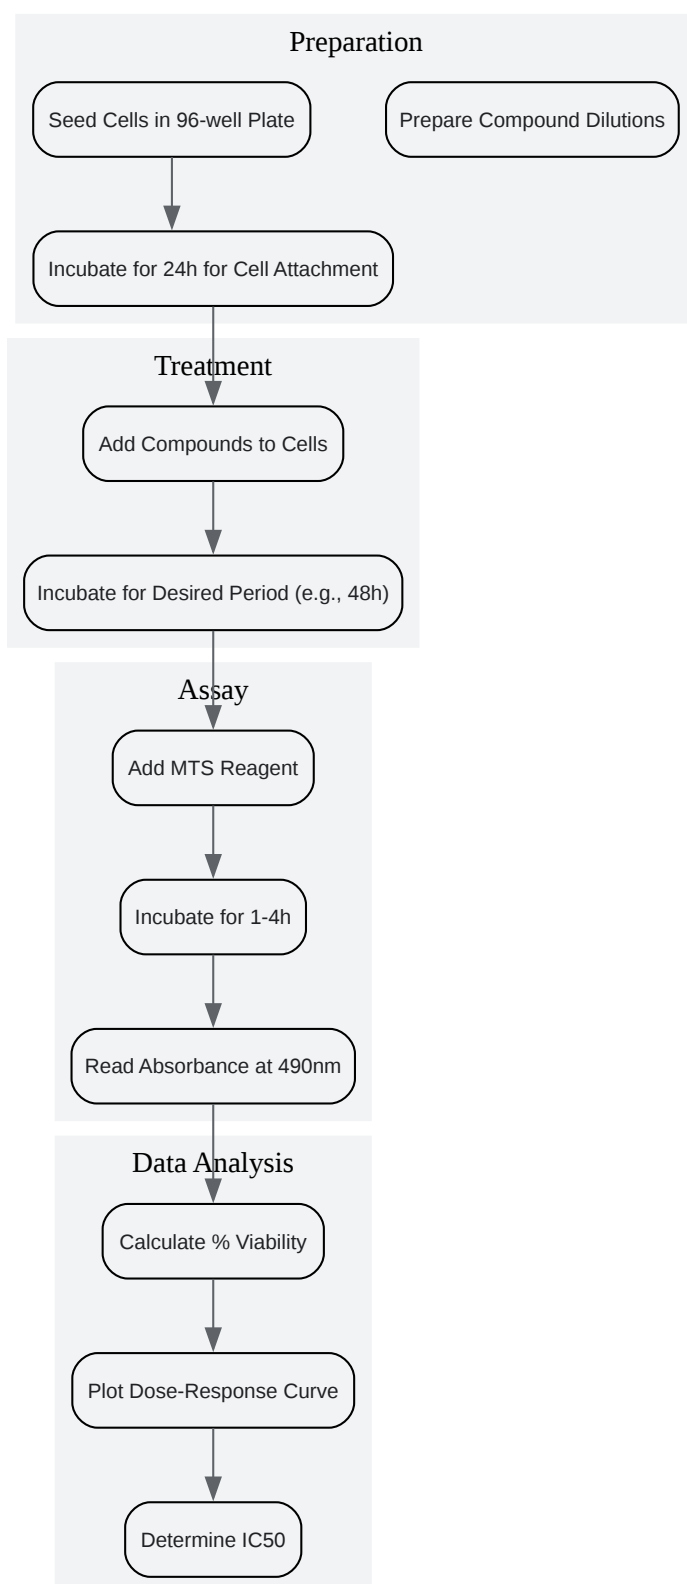 Preparation
Seed Cells in 96-well Plate
Prepare Compound Dilutions
Incubate for 24h for Cell Attachment
Treatment
Add Compounds to Cells
Incubate for Desired Period (e.g., 48h)
Assay
Add MTS Reagent
Incubate for 1-4h
Read Absorbance at 490nm
Data Analysis
Calculate % Viability
Plot Dose-Response Curve
Determine IC50